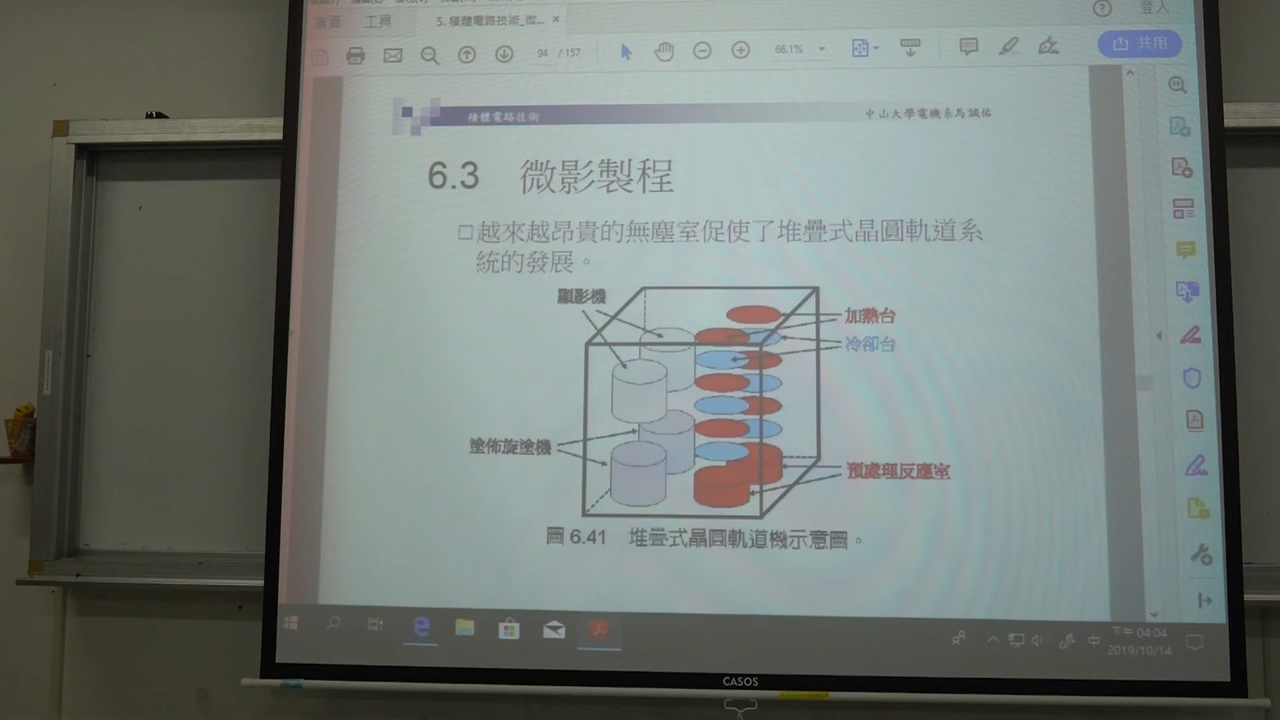 首頁 工具 5. 積體電路技術_微... × 登入
94 / 157 66.1% 共用
積體電路技術 中山大學電機系馬誠佑
6.3 微影製程
越來越昂貴的無塵室促使了堆疊式晶圓軌道系
統的發展。
顯影機
加熱台
冷卻台
塗佈旋塗機
預處理反應室
圖 6.41 堆疊式晶圓軌道機示意圖。
中 下午 04:04
2019/10/14
CASOS